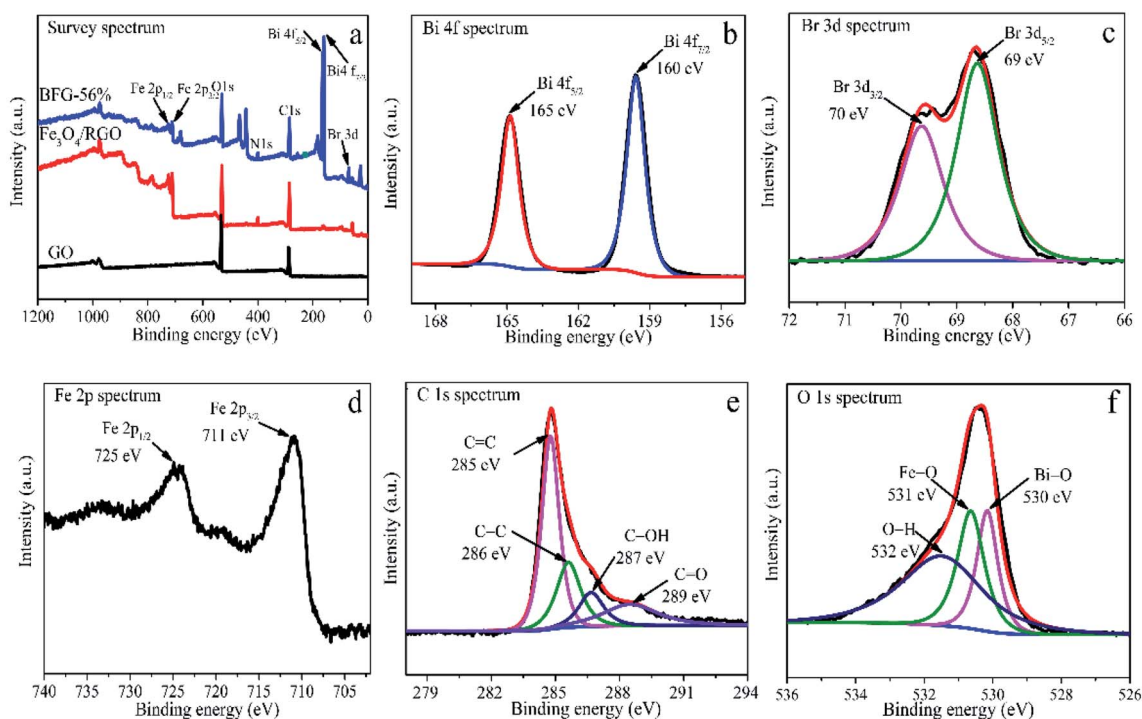 Survey spectrum
a
Bi 4f5/2
Bi4 f7/2
Fe 2p1/2
Fe 2p3/2
O1s
BFG-56%
C1s
Fe3O4/RGO
N1s
Br 3d
GO
Intensity (a.u.)
1200 1000 800 600 400 200 0
Binding energy (eV)
Bi 4f spectrum
b
Bi 4f7/2
160 eV
Bi 4f5/2
165 eV
Intensity (a.u.)
168 165 162 159 156
Binding energy (eV)
Br 3d spectrum
c
Br 3d5/2
69 eV
Br 3d3/2
70 eV
Intensity (a.u.)
72 71 70 69 68 67 66
Binding energy (eV)
Fe 2p spectrum
d
Fe 2p3/2
711 eV
Fe 2p1/2
725 eV
Intensity (a.u.)
740 735 730 725 720 715 710 705
Binding energy (eV)
C 1s spectrum
e
C=C
285 eV
C−C
286 eV
C−OH
287 eV
C=O
289 eV
Intensity (a.u.)
279 282 285 288 291 294
Binding energy (eV)
O 1s spectrum
f
Fe−O
531 eV
Bi−O
530 eV
O−H
532 eV
Intensity (a.u.)
536 534 532 530 528 526
Binding energy (eV)